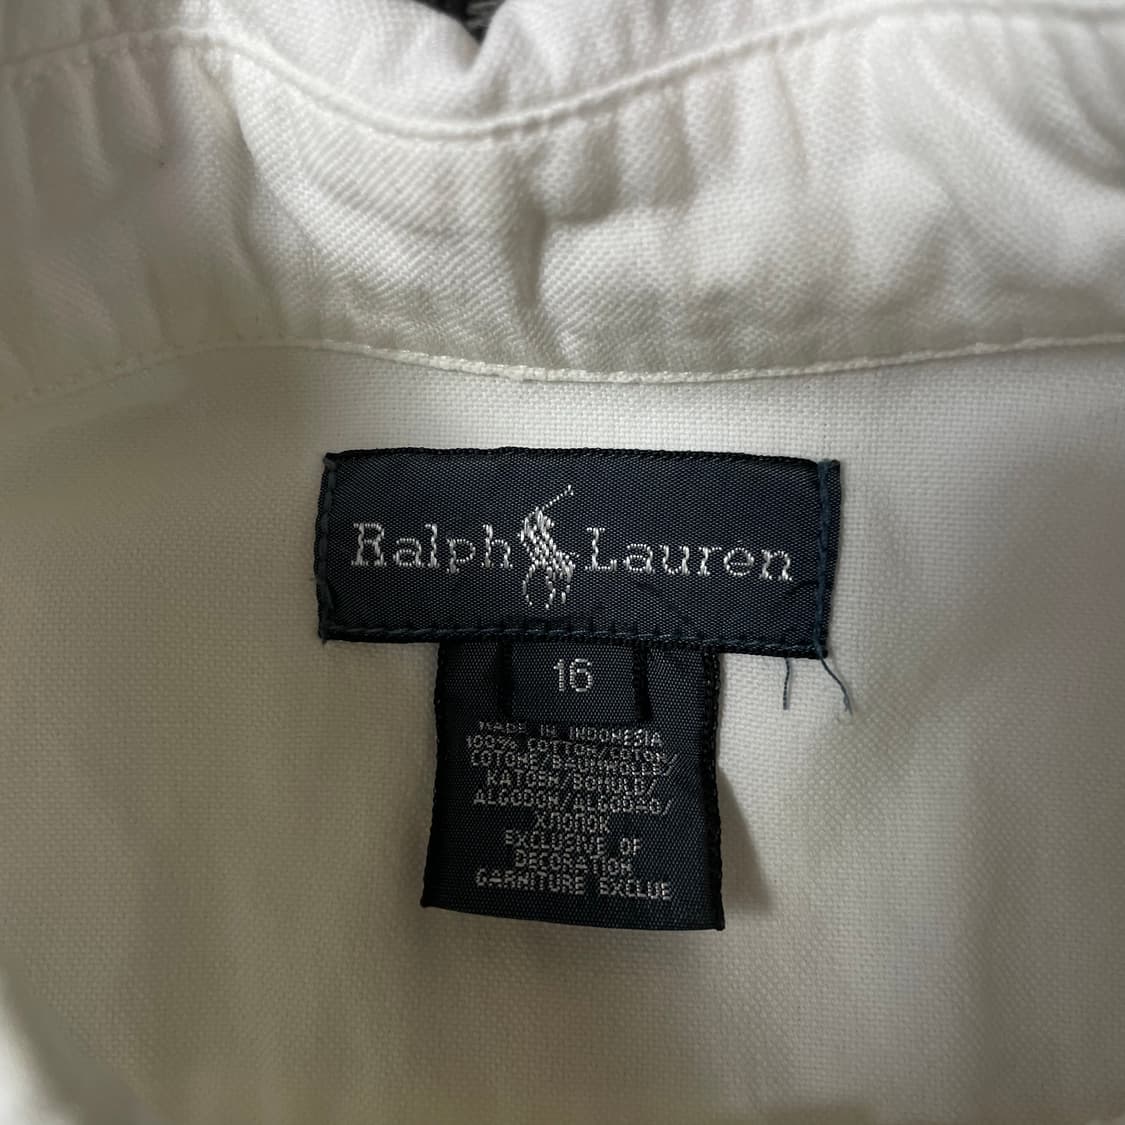 Ralph Lauren
16
MADE IN INDONESIA
100% COTTON/COTON/
COTONE/BAUMWOLLE/
KATOEN/BOMULD/
ALGODON/ALGODAO/
ХЛОПОК
EXCLUSIVE OF
DECORATION
GARNITURE EXCLUE